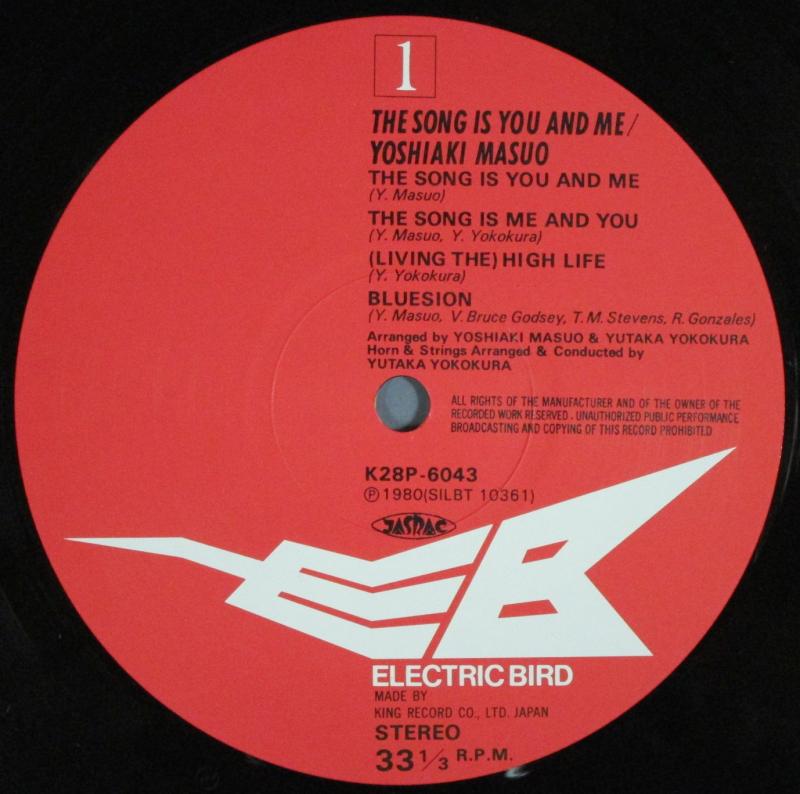 1
THE SONG IS YOU AND ME/
YOSHIAKI MASUO
THE SONG IS YOU AND ME
(Y. Masuo)
THE SONG IS ME AND YOU
(Y. Masuo, Y. Yokokura)
(LIVING THE) HIGH LIFE
(Y. Yokokura)
BLUESION
(Y. Masuo, V. Bruce Godsey, T. M. Stevens, R. Gonzales)
Arranged by YOSHIAKI MASUO & YUTAKA YOKOKURA
Horn & Strings Arranged & Conducted by
YUTAKA YOKOKURA
ALL RIGHTS OF THE MANUFACTURER AND OF THE OWNER OF THE
RECORDED WORK RESERVED. UNAUTHORIZED PUBLIC PERFORMANCE
BROADCASTING AND COPYING OF THIS RECORD PROHIBITED
K28P-6043
℗ 1980 (SILBT 10361)
JASRAC
EB
ELECTRIC BIRD
MADE BY
KING RECORD CO., LTD. JAPAN
STEREO
33 1/3 R.P.M.